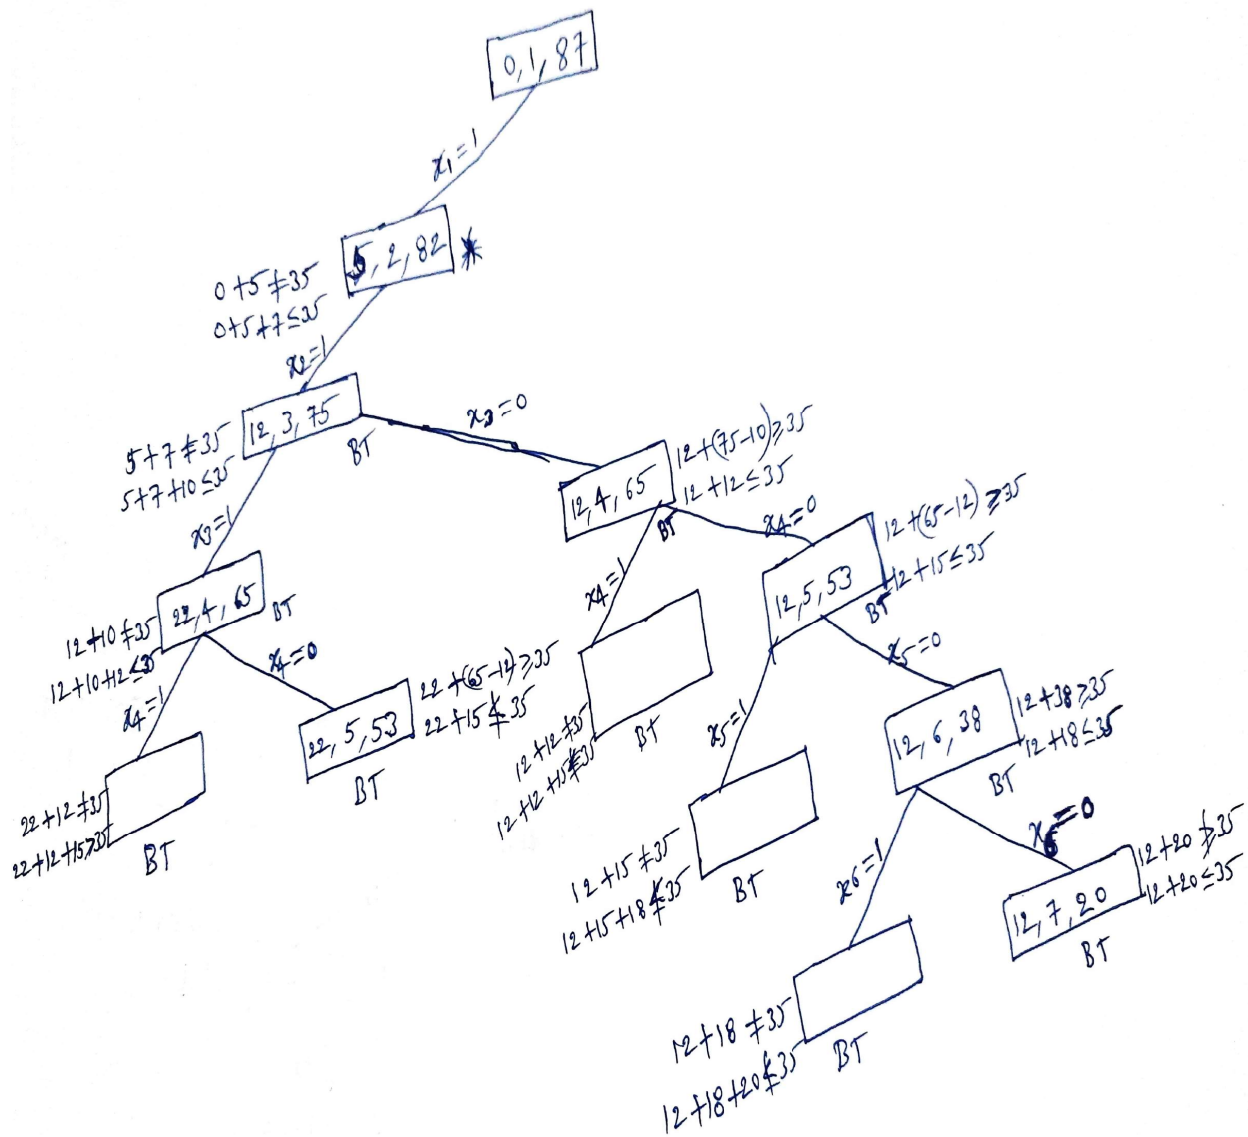 0,1,87
x1=1
5,2,82 *
0+5≠35
0+5+7≤35
x2=1
12,3,75
BT
5+7≠35
5+7+10≤35
x3=0
x3=1
12,4,65
12+(75-10)≥35
12+12≤35
BT
22,4,65
BT
12+10≠35
12+10+12≤35
x4=0
x4=1
x4=1
x4=0
12,5,53
12+(65-12)≥35
12+15≤35
BT
22,5,53
22+(65-12)≥35
22+15≰35
BT
22+12≠35
22+12+15>35
BT
12+12≠35
12+12+15≰35
BT
x5=1
x5=0
12,6,38
12+38≥35
12+18≤35
BT
12+15≠35
12+15+18≰35
BT
x6=1
x6=0
12,7,20
12+20≱35
12+20≤35
BT
12+18≠35
12+18+20≰35
BT